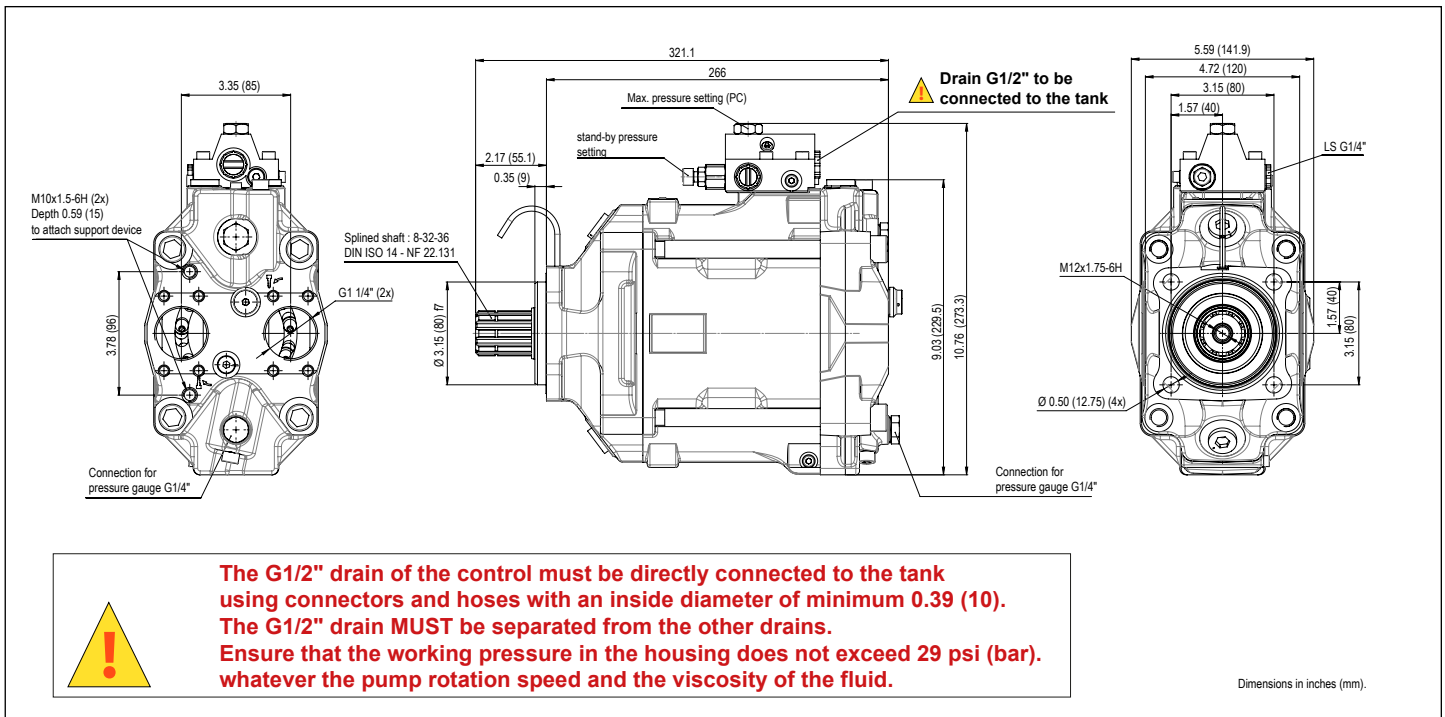 3.35 (85)
M10x1.5-6H (2x)
Depth 0.59 (15)
to attach support device
3.78 (96)
G1 1/4" (2x)
Connection for
pressure gauge G1/4"
321.1
266
Max. pressure setting (PC)
Drain G1/2" to be
connected to the tank
stand-by pressure
setting
2.17 (55.1)
0.35 (9)
Splined shaft : 8-32-36
DIN ISO 14 - NF 22.131
Ø 3.15 (80) f7
9.03 (229.5)
10.76 (273.3)
Connection for
pressure gauge G1/4"
5.59 (141.9)
4.72 (120)
3.15 (80)
1.57 (40)
LS G1/4"
M12x1.75-6H
1.57 (40)
3.15 (80)
Ø 0.50 (12.75) (4x)
The G1/2" drain of the control must be directly connected to the tank
using connectors and hoses with an inside diameter of minimum 0.39 (10).
The G1/2" drain MUST be separated from the other drains.
Ensure that the working pressure in the housing does not exceed 29 psi (bar).
whatever the pump rotation speed and the viscosity of the fluid.
Dimensions in inches (mm).